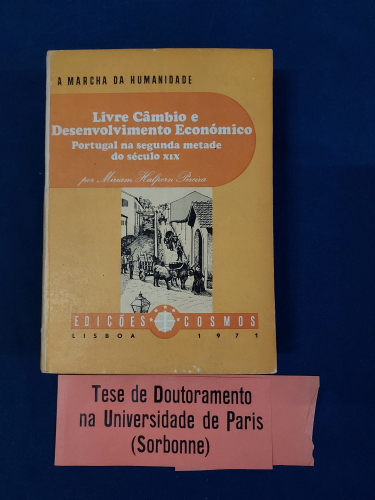 A MARCHA DA HUMANIDADE
Livre Câmbio e
Desenvolvimento Económico
Portugal na segunda metade
do século XIX
por Miriam Halpern Pereira
EDIÇÕES COSMOS
LISBOA 1971
Tese de Doutoramento
na Universidade de Paris
(Sorbonne)